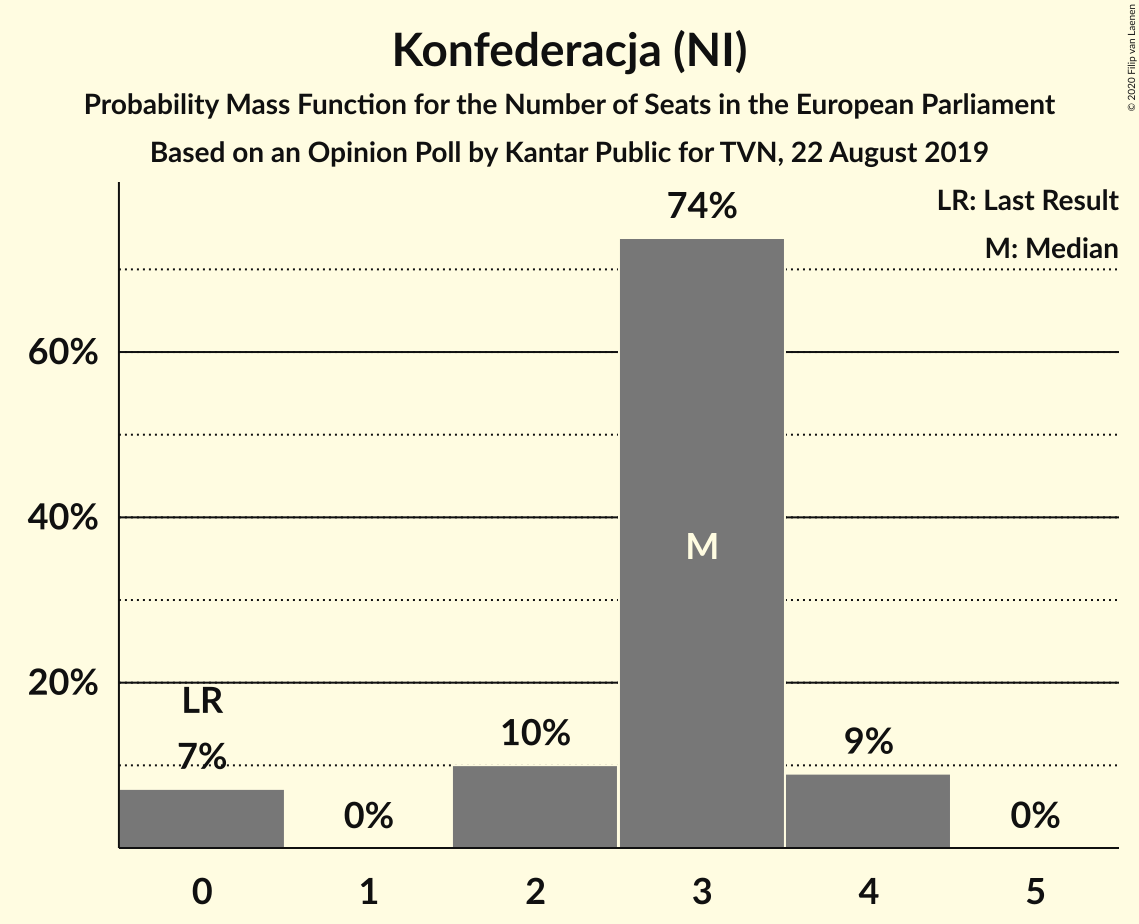 Konfederacja (NI)
Probability Mass Function for the Number of Seats in the European Parliament
Based on an Opinion Poll by Kantar Public for TVN, 22 August 2019
© 2020 Filip van Laenen
LR: Last Result
M: Median
74%
60%
40%
20%
M
LR
7%
0%
10%
9%
0%
0 1 2 3 4 5